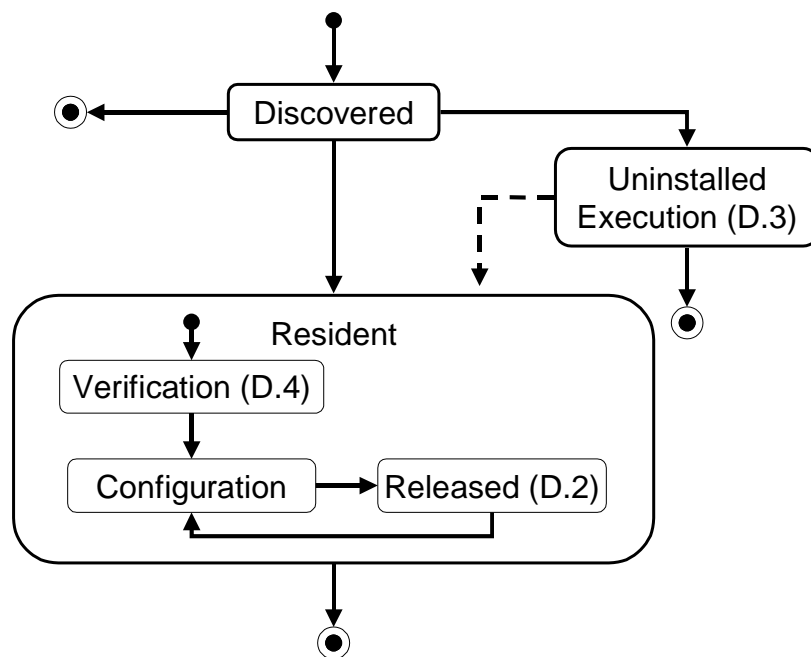 Discovered
Uninstalled
Execution (D.3)
Resident
Verification (D.4)
Configuration
Released (D.2)